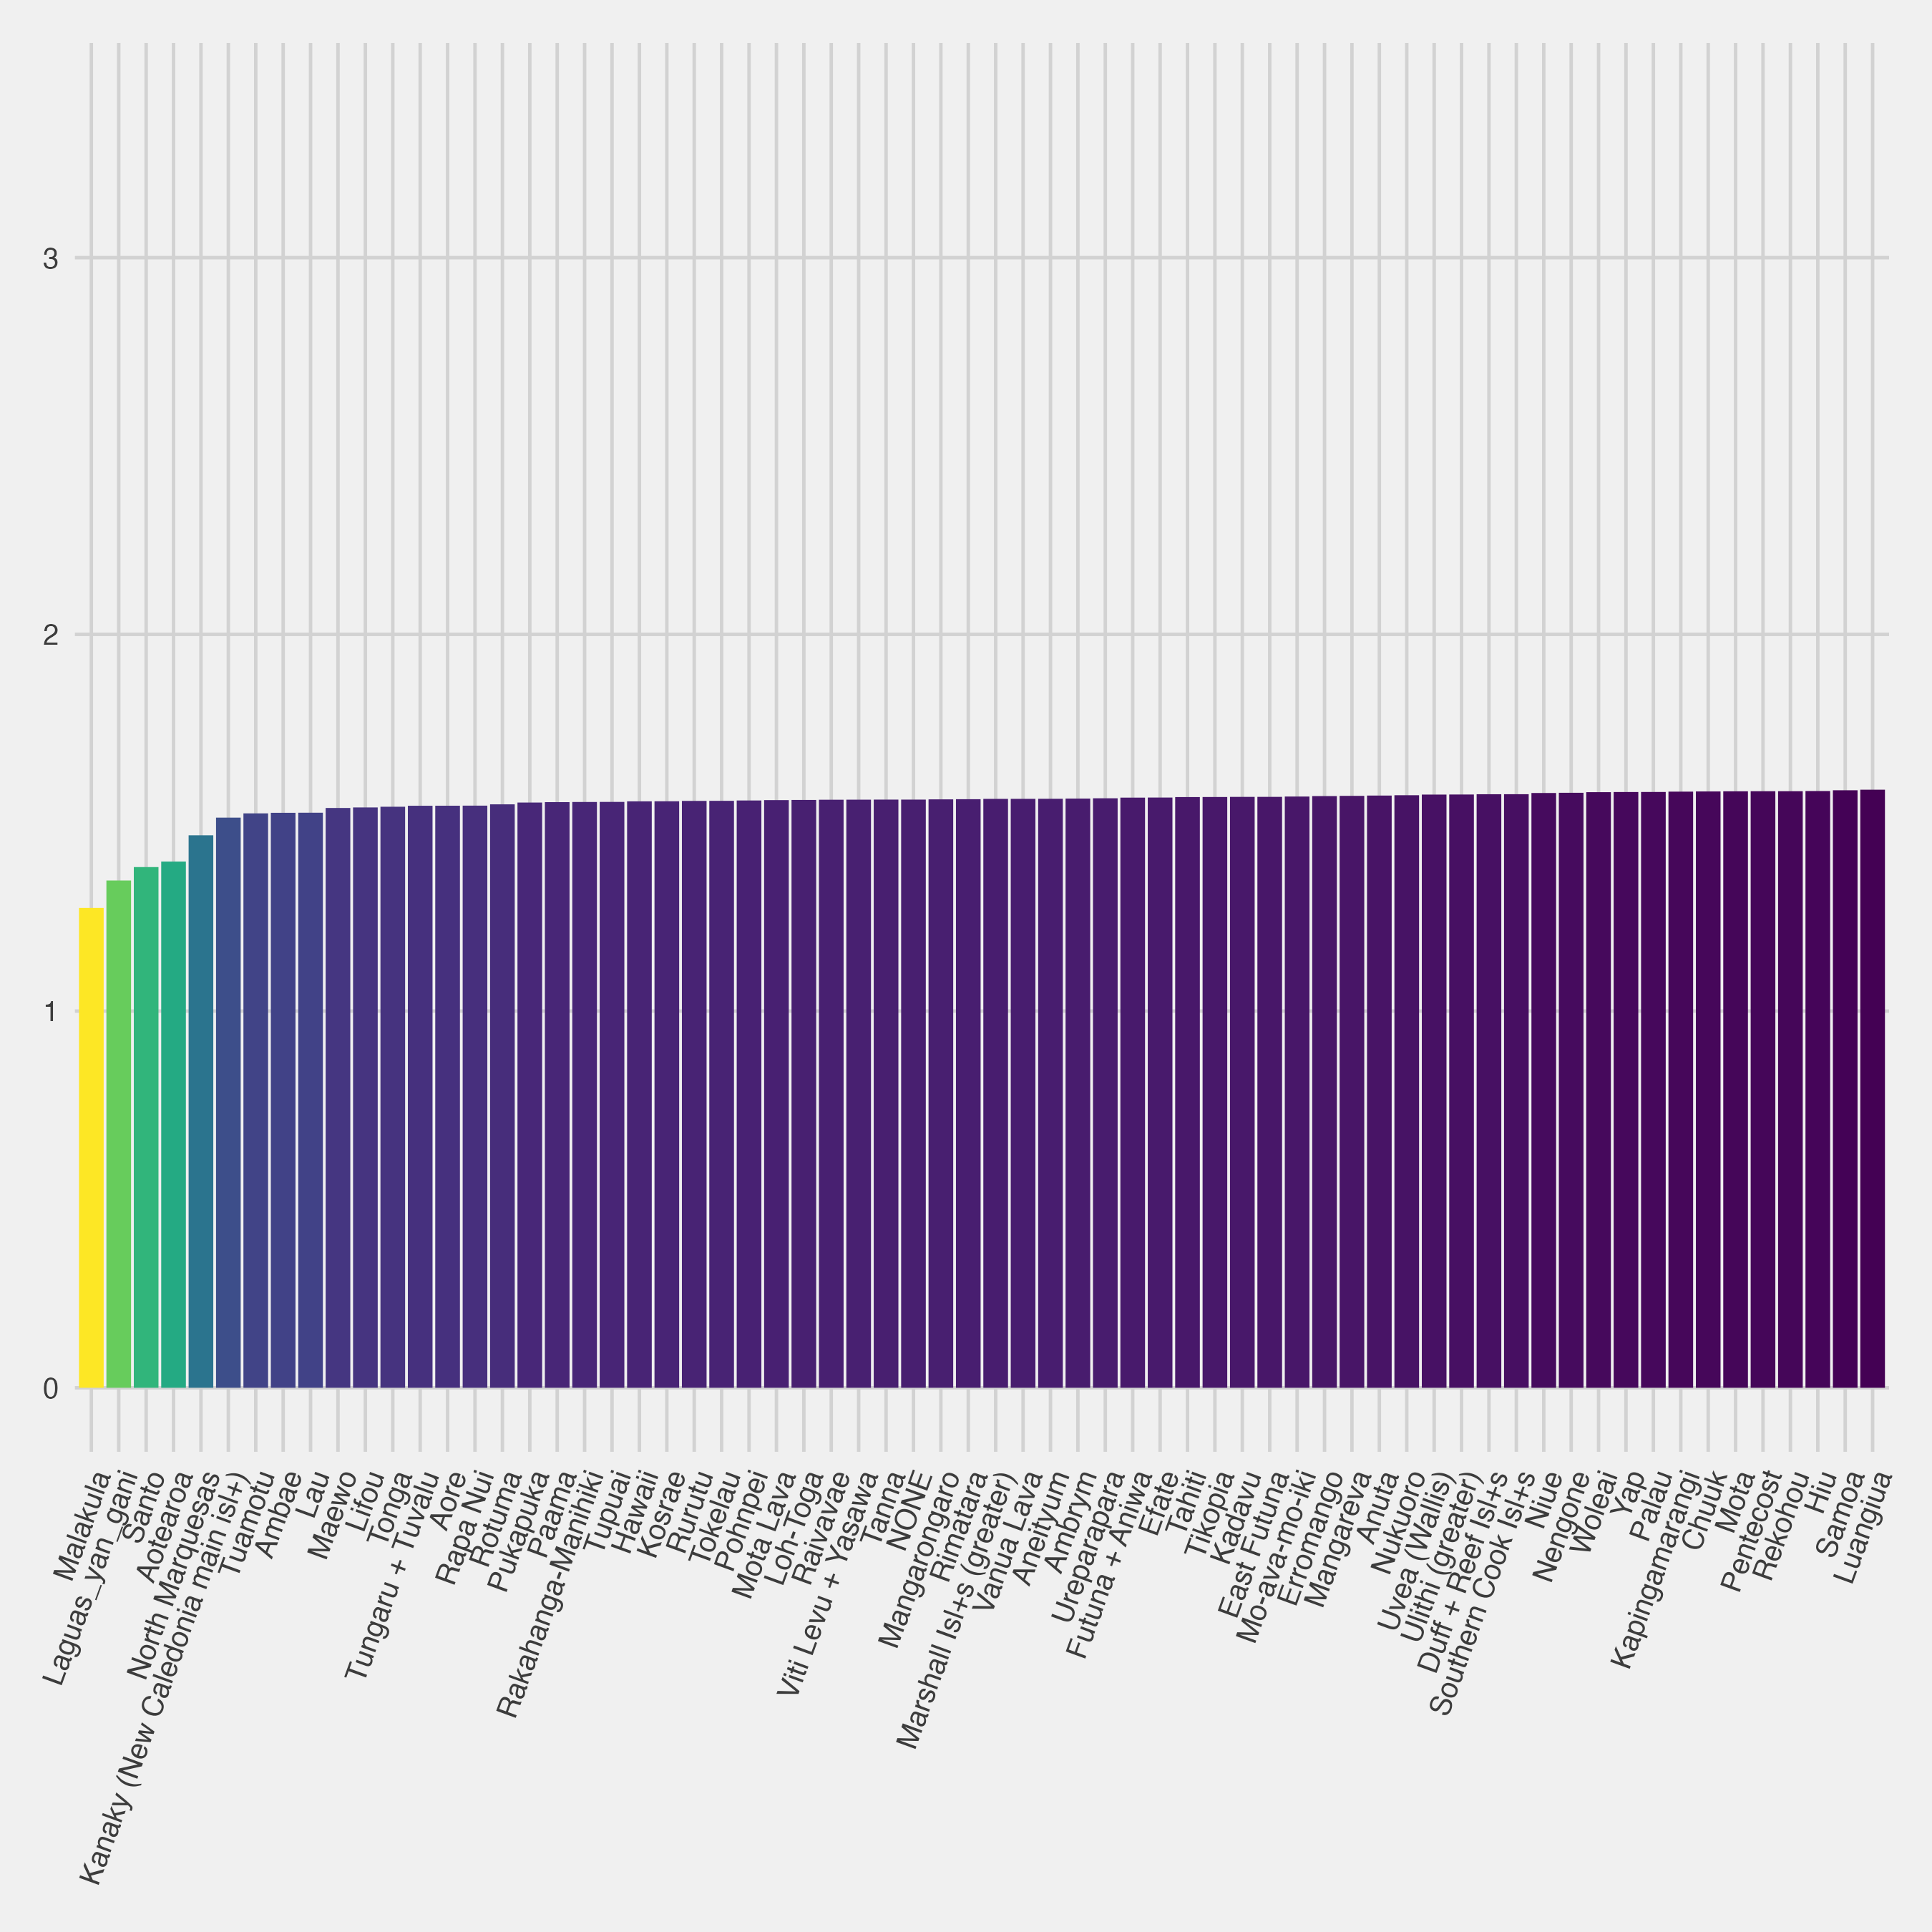 3
2
1
0
Malakula
Laguas_yan_gani
Santo
Aotearoa
North Marquesas
Kanaky (New Caledonia main isl+)
Tuamotu
Ambae
Lau
Maewo
Lifou
Tonga
Tungaru + Tuvalu
Aore
Rapa Nui
Rotuma
Pukapuka
Paama
Rakahanga-Manihiki
Tupuai
Hawaii
Kosrae
Rurutu
Tokelau
Pohnpei
Mota Lava
Loh-Toga
Raivavae
Viti Levu + Yasawa
Tanna
NONE
Mangarongaro
Rimatara
Marshall Isl+s (greater)
Vanua Lava
Aneityum
Ambrym
Ureparapara
Futuna + Aniwa
Efate
Tahiti
Tikopia
Kadavu
East Futuna
Mo-ava-mo-iki
Erromango
Mangareva
Anuta
Nukuoro
Uvea (Wallis)
Ulithi (greater)
Duff + Reef Isl+s
Southern Cook Isl+s
Niue
Nengone
Woleai
Yap
Palau
Kapingamarangi
Chuuk
Mota
Pentecost
Rekohou
Hiu
Samoa
Luangiua